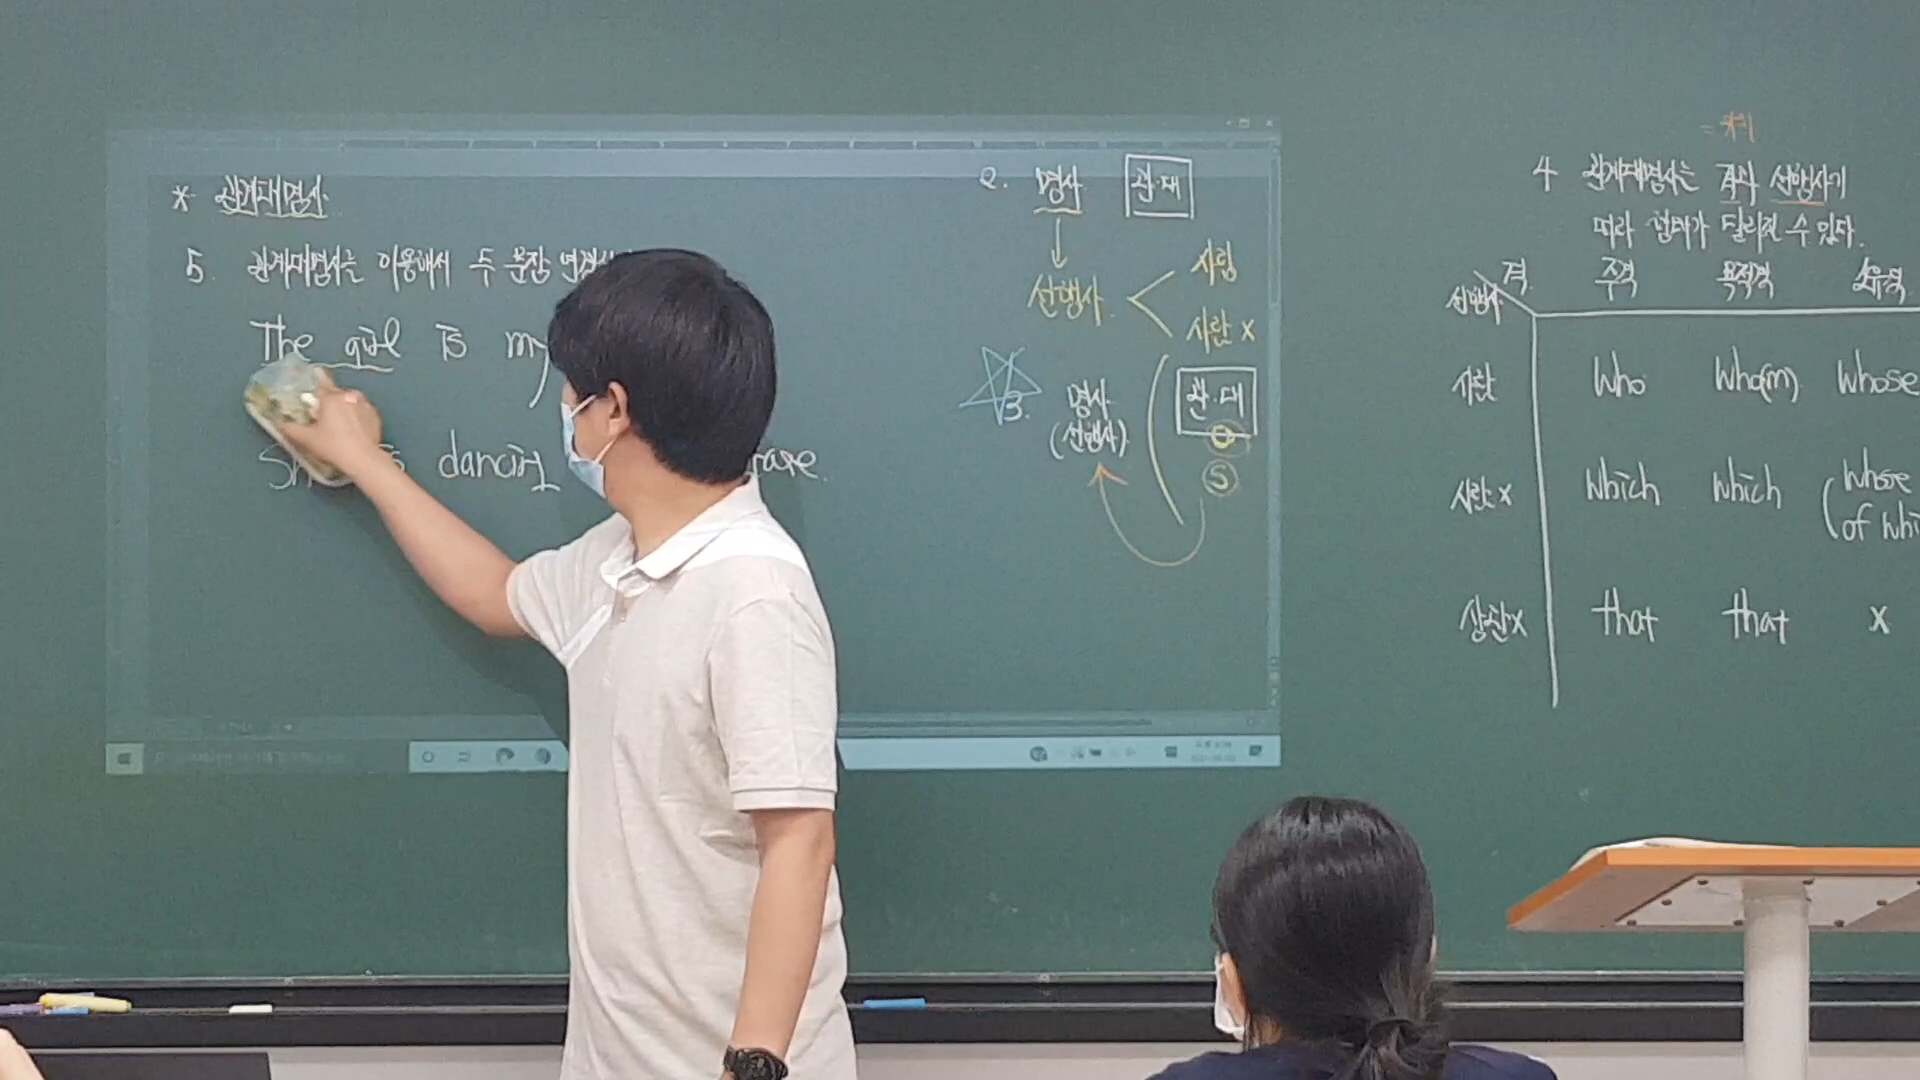 * 관계대명사
5. 관계대명사를 이용해서 두 문장 연결
The girl is my
is dancing
2. 명사 관·대
선행사
사람
사람 x
3. 명사 관·대
(선행사)
O
S
4 관계대명사는 격과 선행사에
따라 형태가 달라질 수 있다.
선행사 격 주격 목적격 소유격
사람 who who(m) whose
사람 x which which (whose
of whi
상관 x that that x